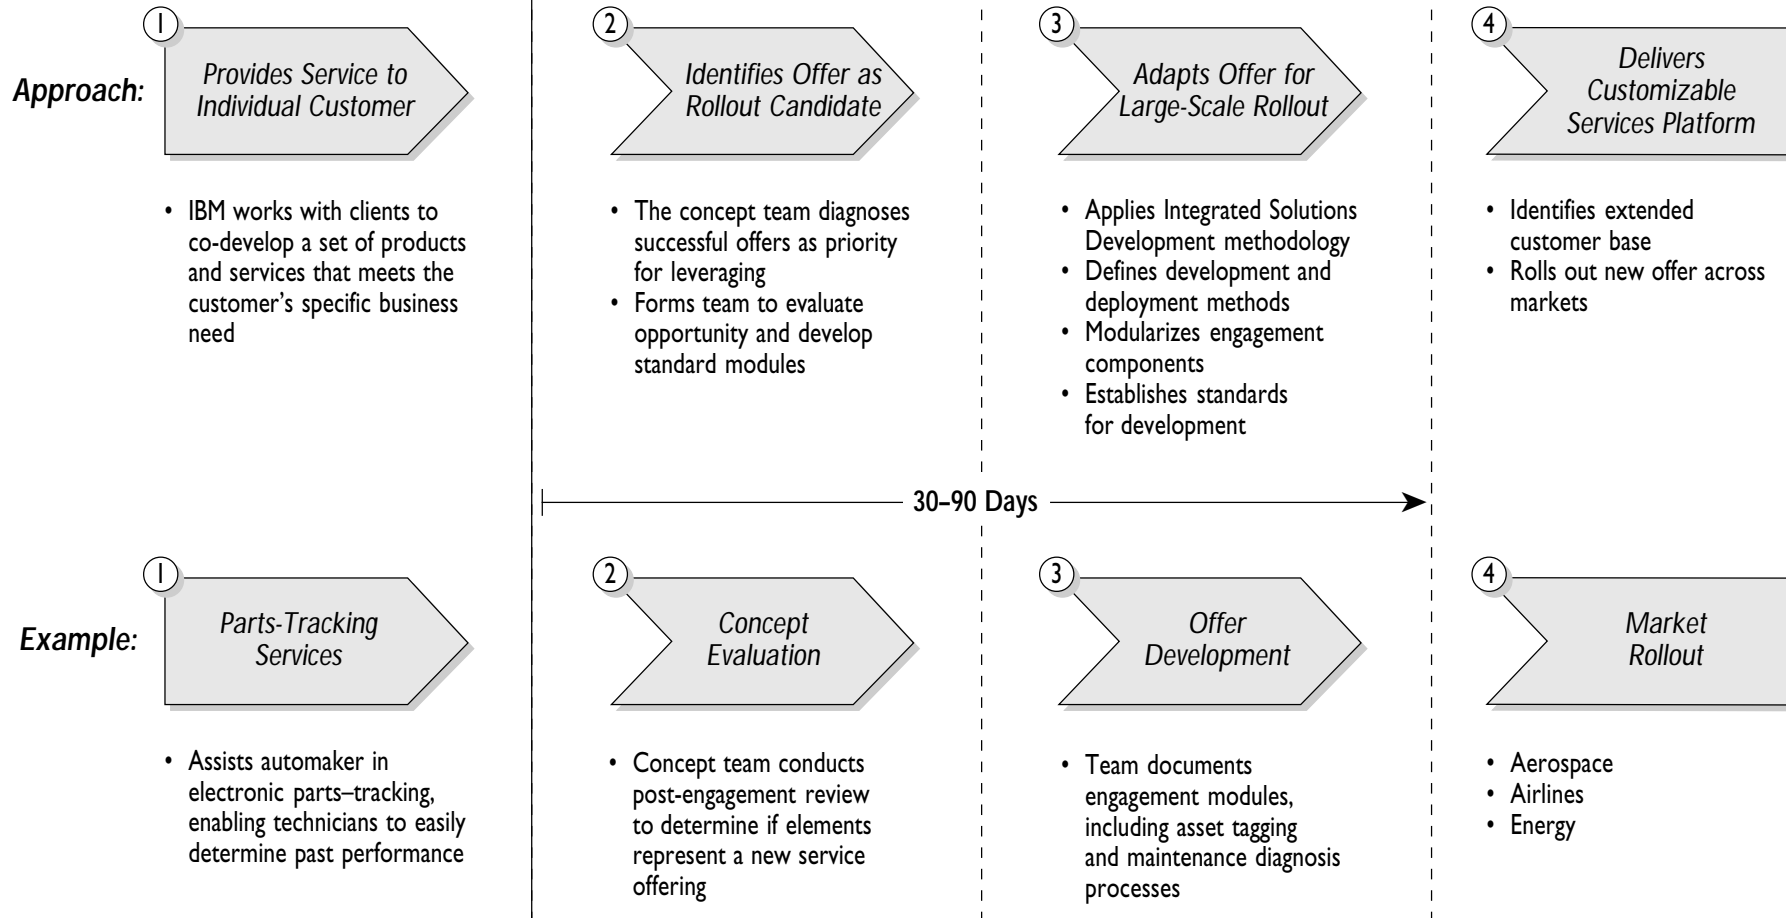 Approach:
1
Provides Service to
Individual Customer
• IBM works with clients to
co-develop a set of products
and services that meets the
customer’s specific business
need
2
Identifies Offer as
Rollout Candidate
• The concept team diagnoses
successful offers as priority
for leveraging
• Forms team to evaluate
opportunity and develop
standard modules
3
Adapts Offer for
Large-Scale Rollout
• Applies Integrated Solutions
Development methodology
• Defines development and
deployment methods
• Modularizes engagement
components
• Establishes standards
for development
4
Delivers
Customizable
Services Platform
• Identifies extended
customer base
• Rolls out new offer across
markets
30–90 Days
Example:
1
Parts-Tracking
Services
• Assists automaker in
electronic parts–tracking,
enabling technicians to easily
determine past performance
2
Concept
Evaluation
• Concept team conducts
post-engagement review
to determine if elements
represent a new service
offering
3
Offer
Development
• Team documents
engagement modules,
including asset tagging
and maintenance diagnosis
processes
4
Market
Rollout
• Aerospace
• Airlines
• Energy